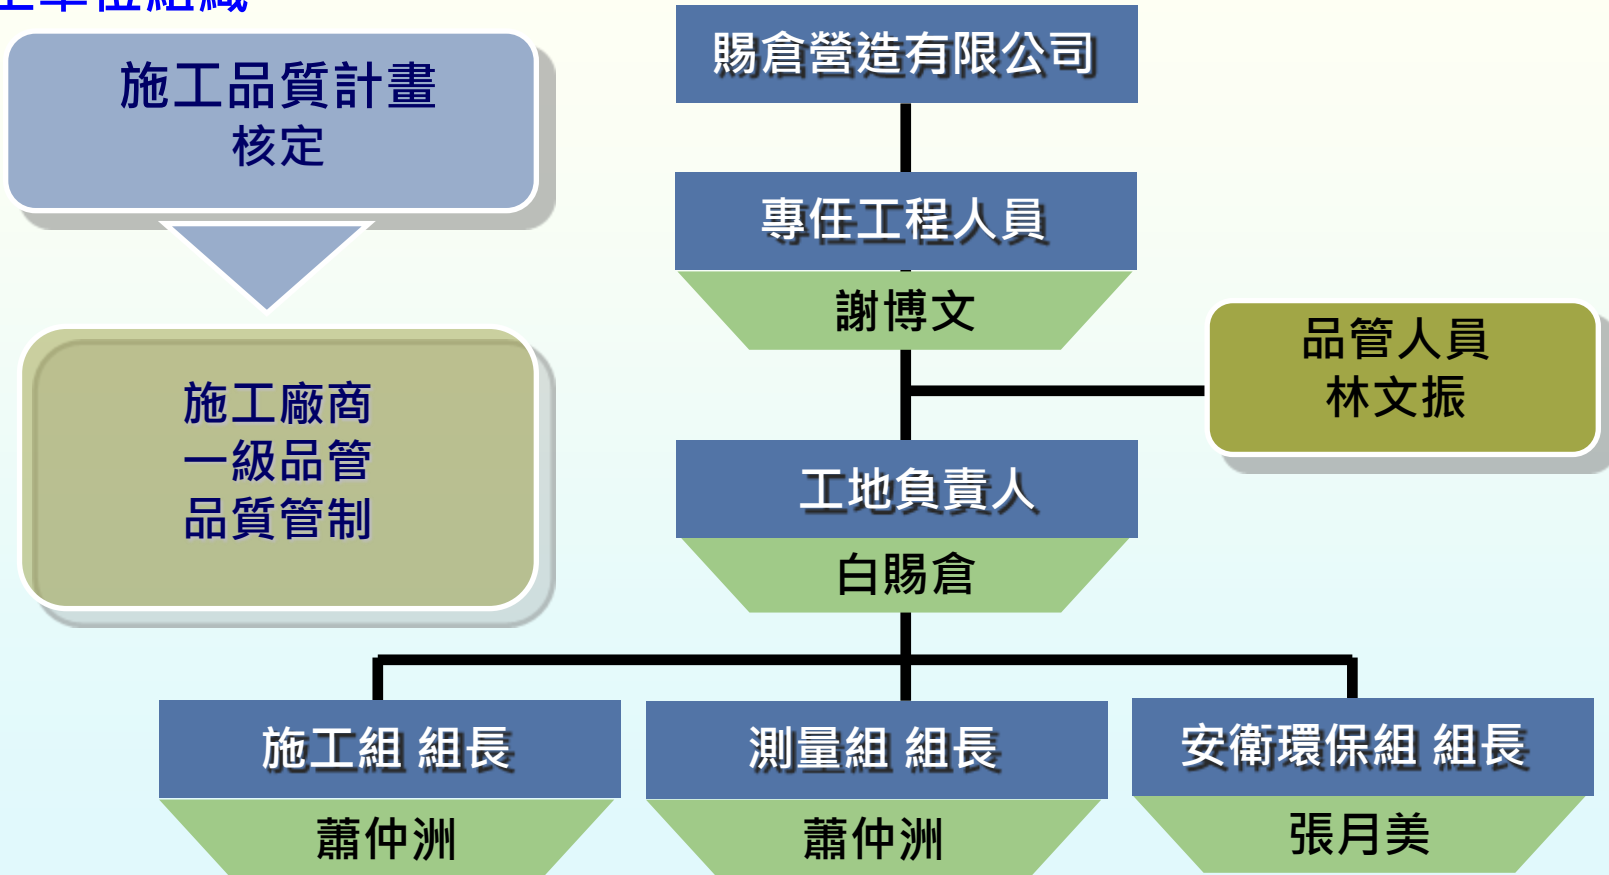 單位組織
施工品質計畫
核定
施工廠商
一級品管
品質管制
賜倉營造有限公司
專任工程人員
謝博文
品管人員
林文振
工地負責人
白賜倉
施工組 組長
蕭仲洲
測量組 組長
蕭仲洲
安衛環保組 組長
張月美